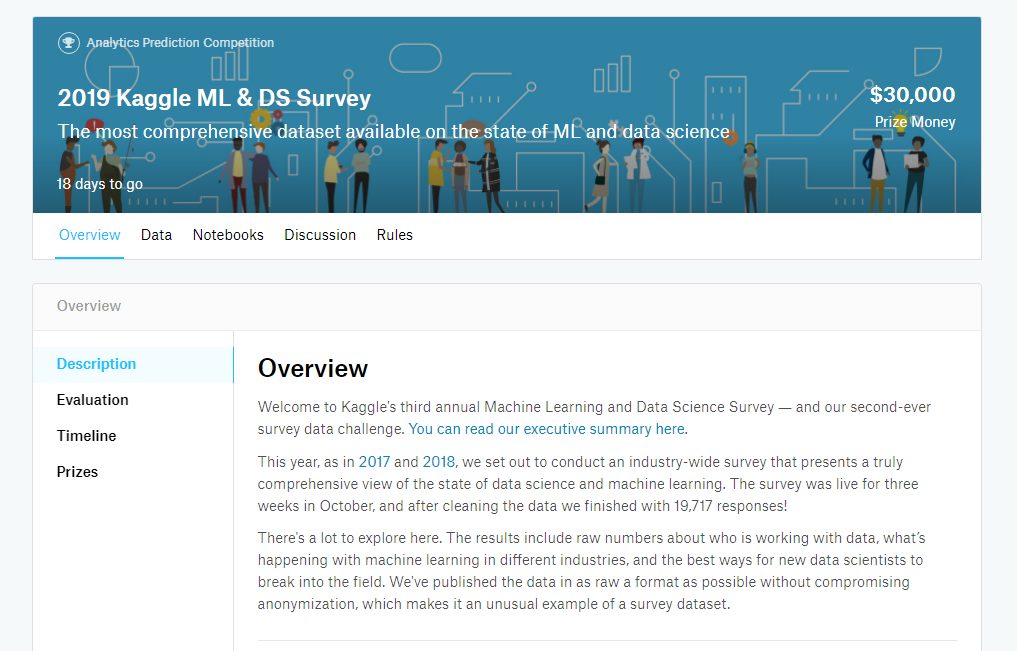 Analytics Prediction Competition
2019 Kaggle ML & DS Survey
$30,000
The most comprehensive dataset available on the state of ML and data science
Prize Money
18 days to go
Overview Data Notebooks Discussion Rules
Overview
Description
Evaluation
Timeline
Prizes
Overview
Welcome to Kaggle's third annual Machine Learning and Data Science Survey — and our second-ever
survey data challenge. You can read our executive summary here.
This year, as in 2017 and 2018, we set out to conduct an industry-wide survey that presents a truly
comprehensive view of the state of data science and machine learning. The survey was live for three
weeks in October, and after cleaning the data we finished with 19,717 responses!
There's a lot to explore here. The results include raw numbers about who is working with data, what’s
happening with machine learning in different industries, and the best ways for new data scientists to
break into the field. We've published the data in as raw a format as possible without compromising
anonymization, which makes it an unusual example of a survey dataset.